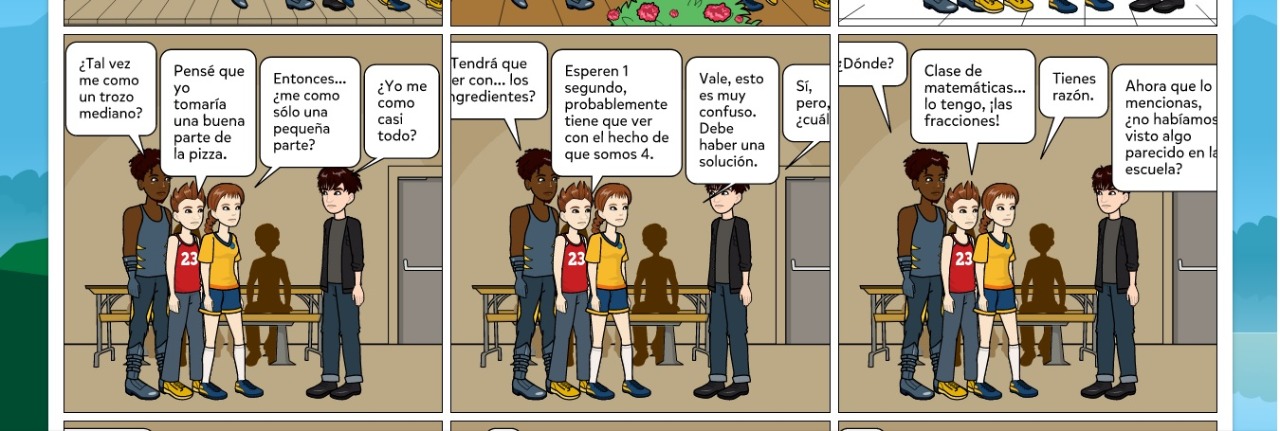 ¿Tal vez
me como
un trozo
mediano?
Pensé que
yo
tomaría
una buena
parte de
la pizza.
Entonces...
¿me como
sólo una
pequeña
parte?
¿Yo me
como
casi
todo?
Tendrá que
er con... los
ngredientes?
Esperen 1
segundo,
probablemente
tiene que ver
con el hecho de
que somos 4.
Vale, esto
es muy
confuso.
Debe
haber una
solución.
Sí,
pero,
¿cuál
¿Dónde?
Clase de
matemáticas...
lo tengo, ¡las
fracciones!
Tienes
razón.
Ahora que lo
mencionas,
¿no habíamos
visto algo
parecido en la
escuela?
23
23
23